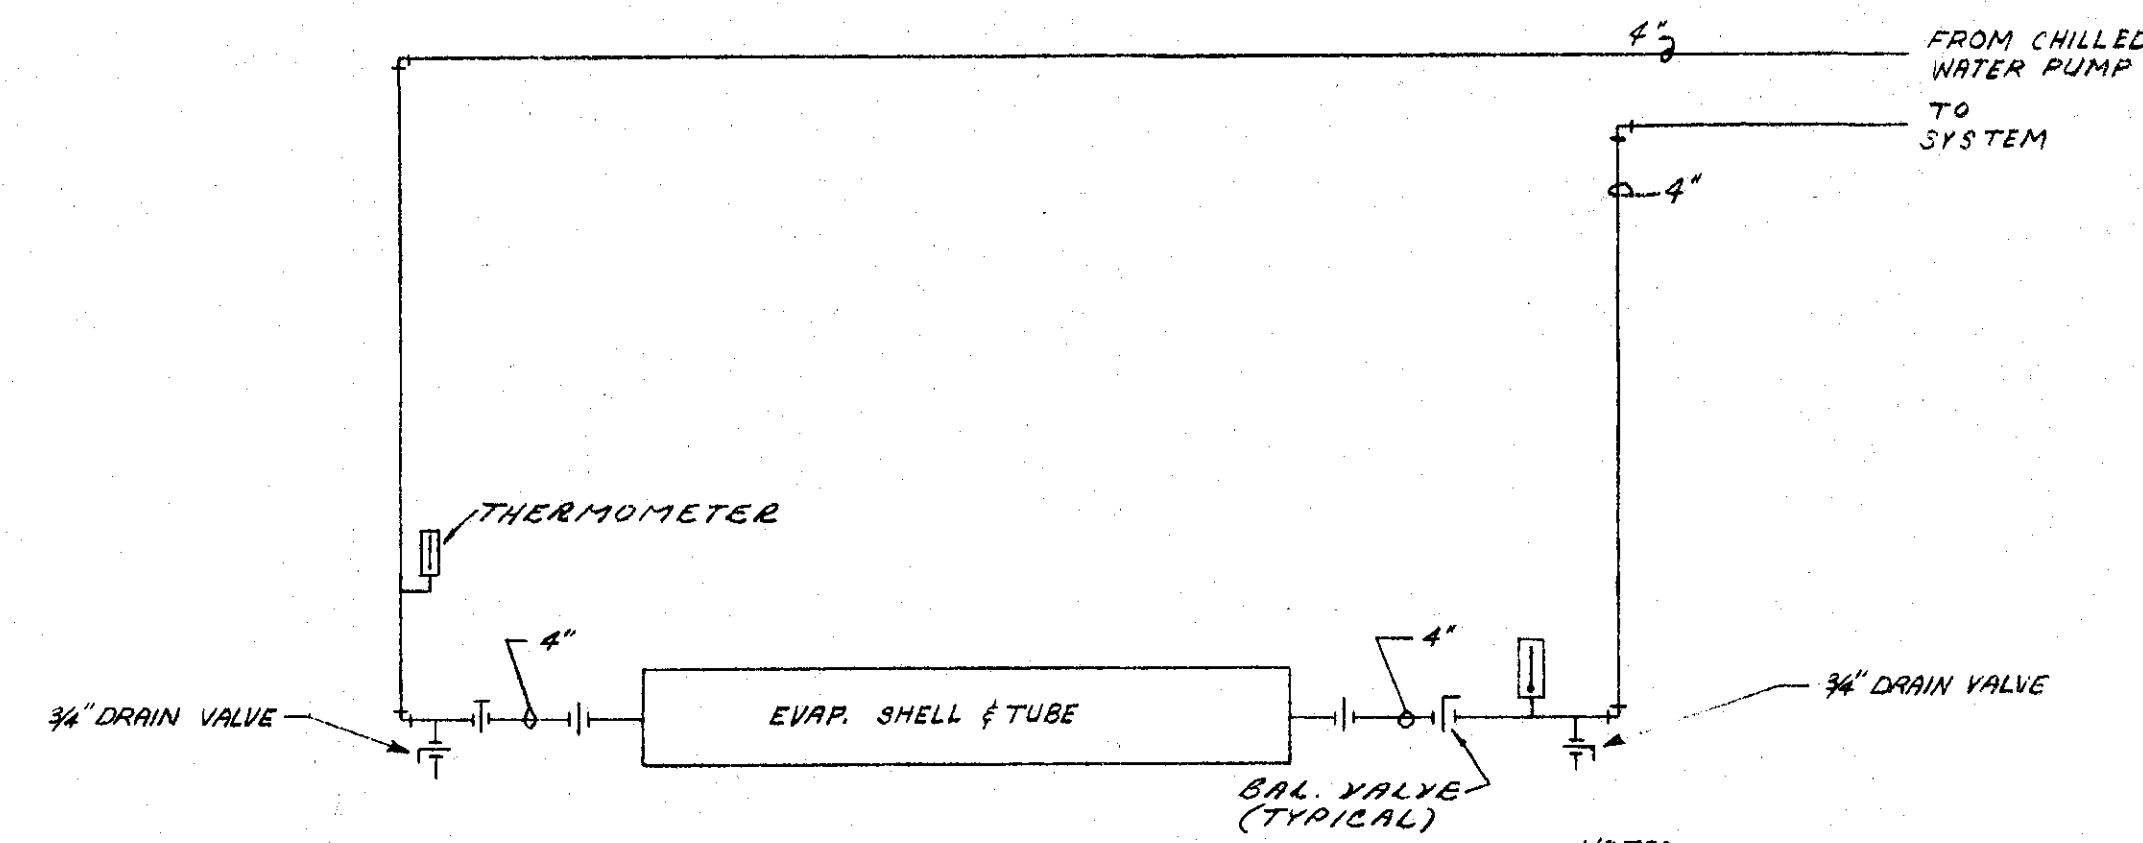 4"
FROM CHILLED
WATER PUMP
TO
SYSTEM
4"
THERMOMETER
4"
4"
3/4" DRAIN VALVE
EVAP. SHELL & TUBE
3/4" DRAIN VALVE
BAL. VALVE
(TYPICAL)